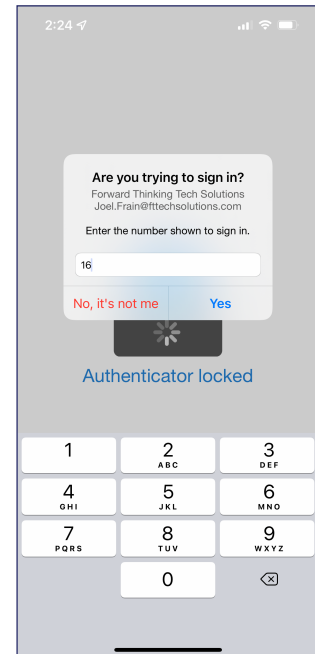 2:24
Are you trying to sign in?
Forward Thinking Tech Solutions
Joel.Frain@fttechsolutions.com
Enter the number shown to sign in.
16
No, it's not me Yes
Authenticator locked
1 2 3
ABC DEF
4 5 6
GHI JKL MNO
7 8 9
PQRS TUV WXYZ
0